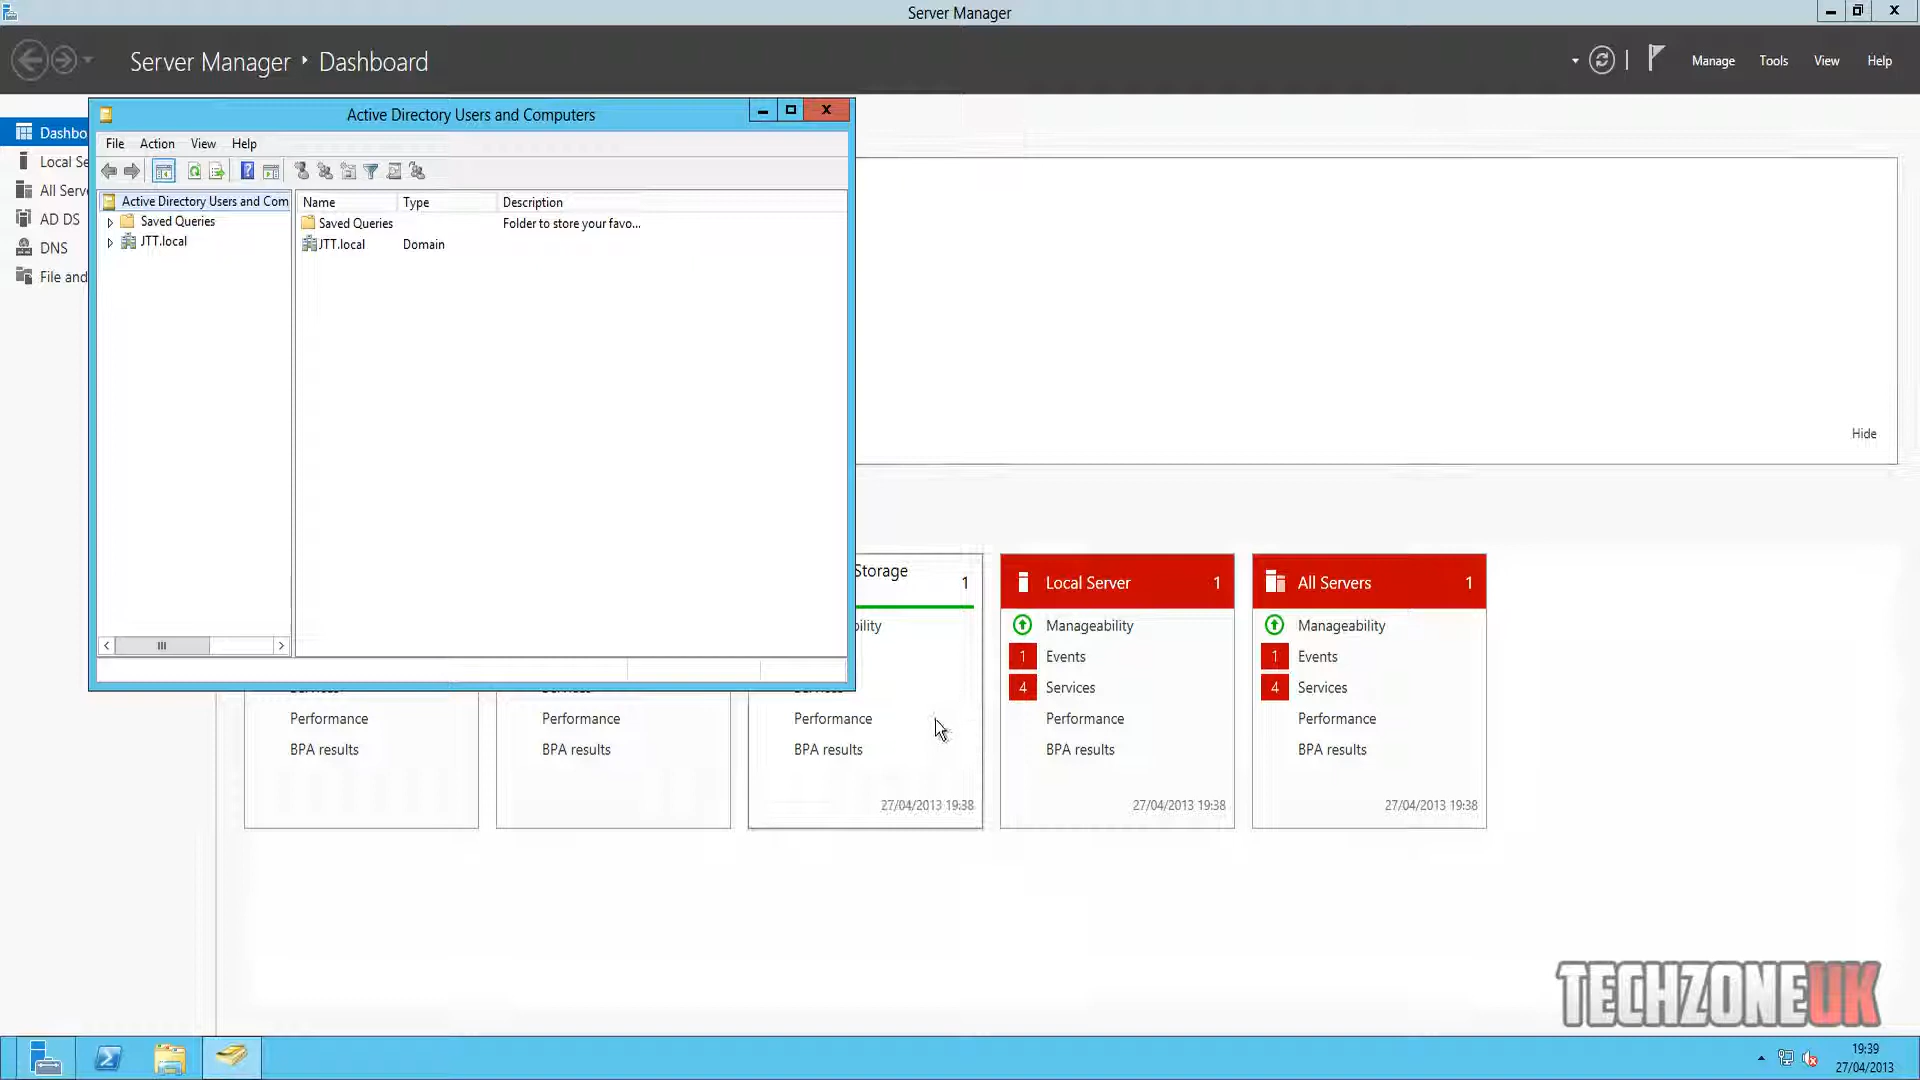 Server Manager
Server Manager ‣ Dashboard
Manage Tools View Help
Active Directory Users and Computers
File Action View Help
Dashbo
Local Se
All Serve
AD DS
DNS
File and
Active Directory Users and Com
Saved Queries
JTT.local
Name Type Description
Saved Queries Folder to store your favo...
JTT.local Domain
Hide
Storage 1
bility
Performance
BPA results
Performance
BPA results
Performance
BPA results
27/04/2013 19:38
Local Server 1
Manageability
1 Events
4 Services
Performance
BPA results
27/04/2013 19:38
All Servers 1
Manageability
1 Events
4 Services
Performance
BPA results
27/04/2013 19:38
TECHZONEUK
19:39
27/04/2013